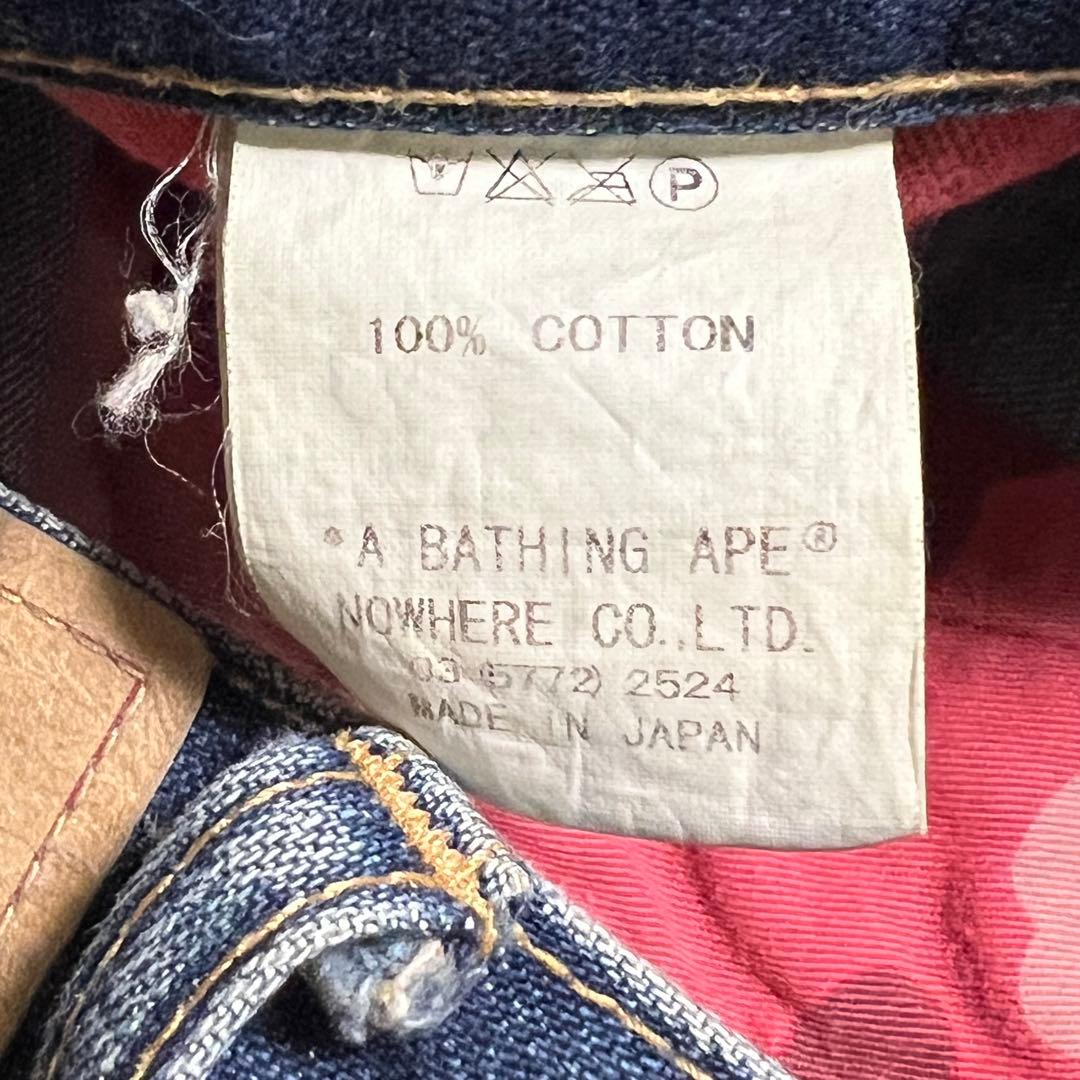 P
100% COTTON
*A BATHING APE®
NOWHERE CO.,LTD.
03 (5772) 2524
MADE IN JAPAN